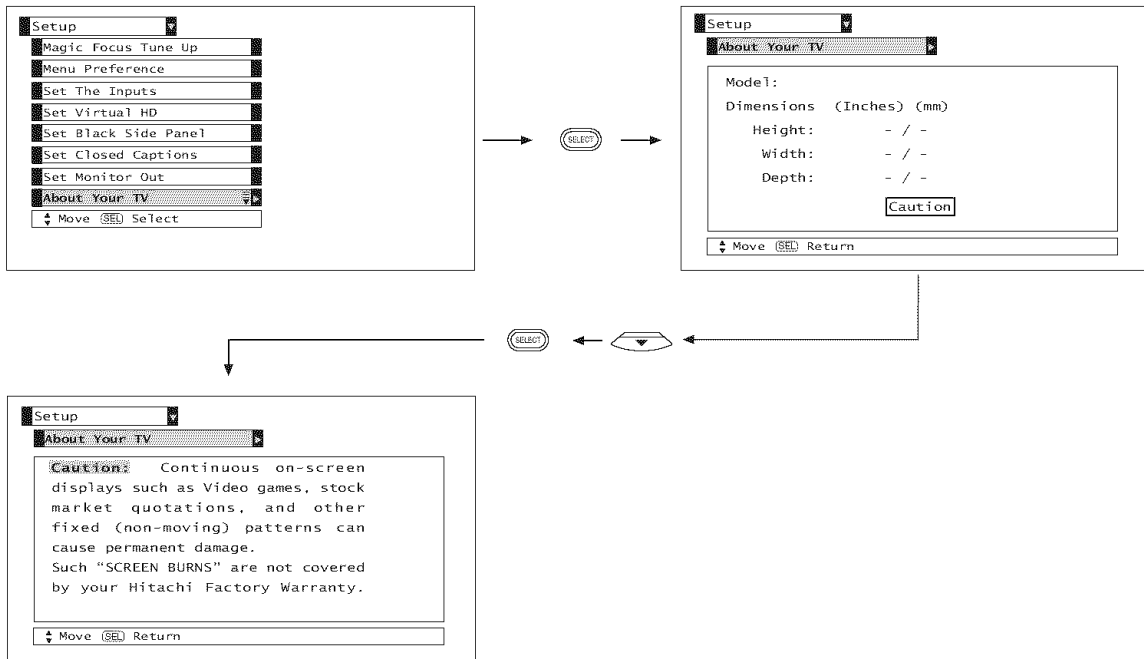 Setup
Magic Focus Tune Up
Menu Preference
Set The Inputs
Set Virtual HD
Set Black Side Panel
Set Closed Captions
Set Monitor Out
About Your TV
Move SEL Select
SELECT
Setup
About Your TV
Model:
Dimensions (Inches) (mm)
Height: - / -
Width: - / -
Depth: - / -
Caution
Move SEL Return
SELECT
Setup
About Your TV
Caution: Continuous on-screen
displays such as Video games, stock
market quotations, and other
fixed (non-moving) patterns can
cause permanent damage.
Such “SCREEN BURNS” are not covered
by your Hitachi Factory Warranty.
Move SEL Return